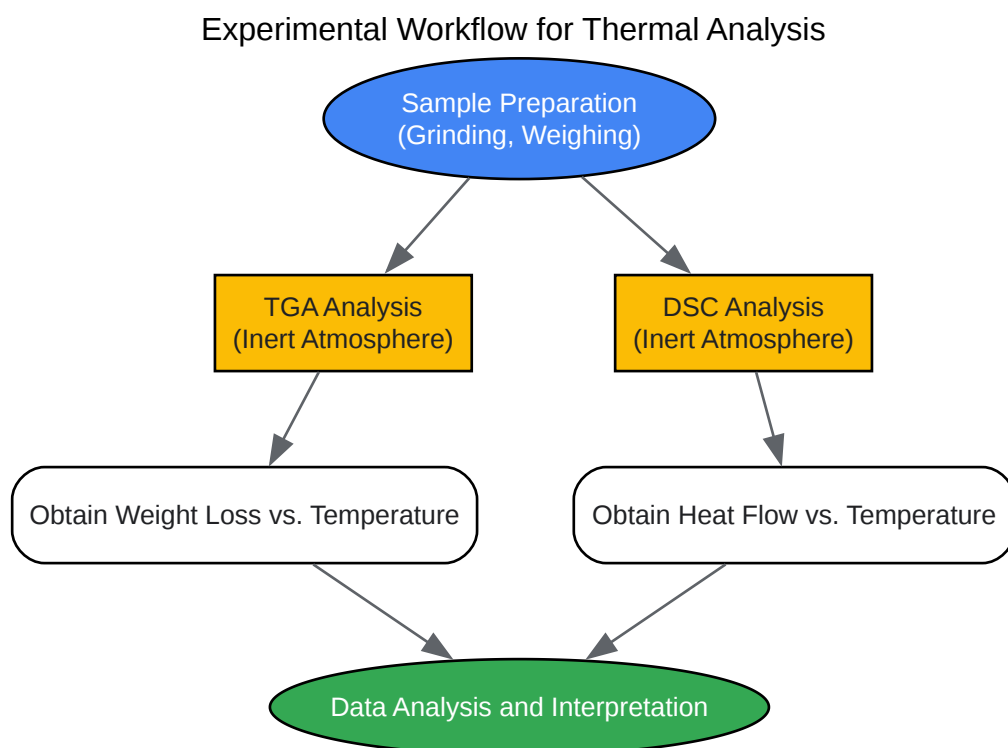 Experimental Workflow for Thermal Analysis
Sample Preparation
(Grinding, Weighing)
TGA Analysis
(Inert Atmosphere)
DSC Analysis
(Inert Atmosphere)
Obtain Weight Loss vs. Temperature
Obtain Heat Flow vs. Temperature
Data Analysis and Interpretation